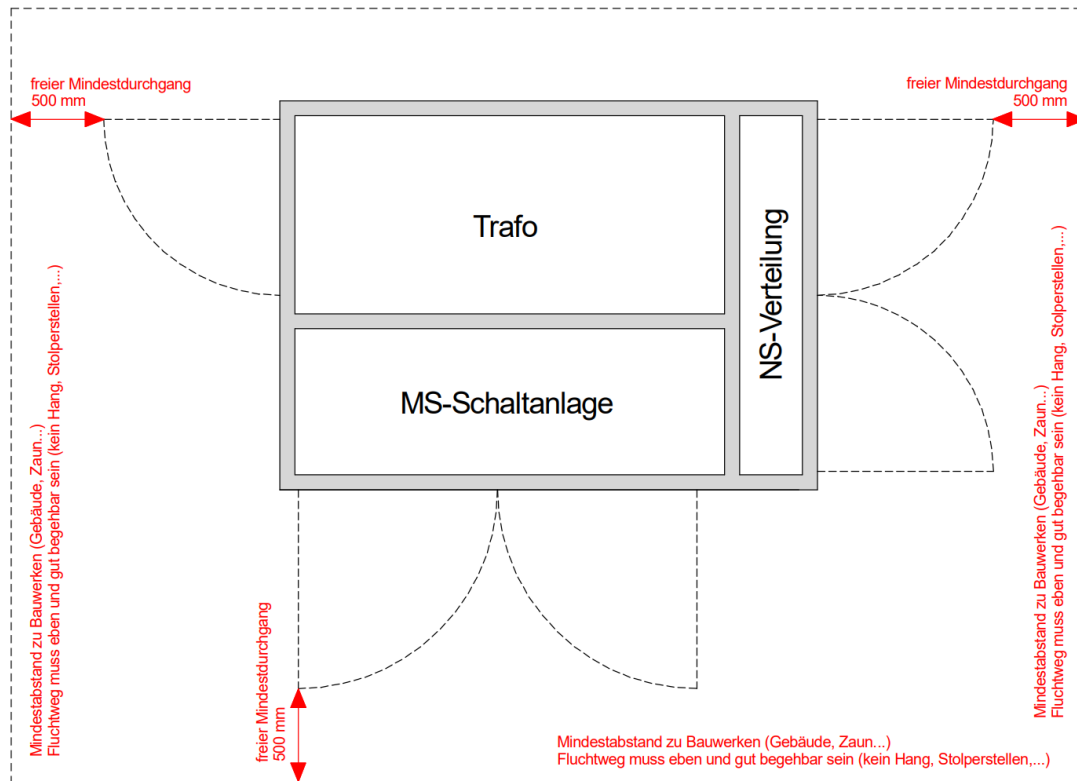 freier Mindestdurchgang
500 mm
freier Mindestdurchgang
500 mm
Trafo
NS-Verteilung
MS-Schaltanlage
Mindestabstand zu Bauwerken (Gebäude, Zaun...)
Fluchtweg muss eben und gut begehbar sein (kein Hang, Stolperstellen,...)
Mindestabstand zu Bauwerken (Gebäude, Zaun...)
Fluchtweg muss eben und gut begehbar sein (kein Hang, Stolperstellen,...)
freier Mindestdurchgang
500 mm
Mindestabstand zu Bauwerken (Gebäude, Zaun...)
Fluchtweg muss eben und gut begehbar sein (kein Hang, Stolperstellen,...)